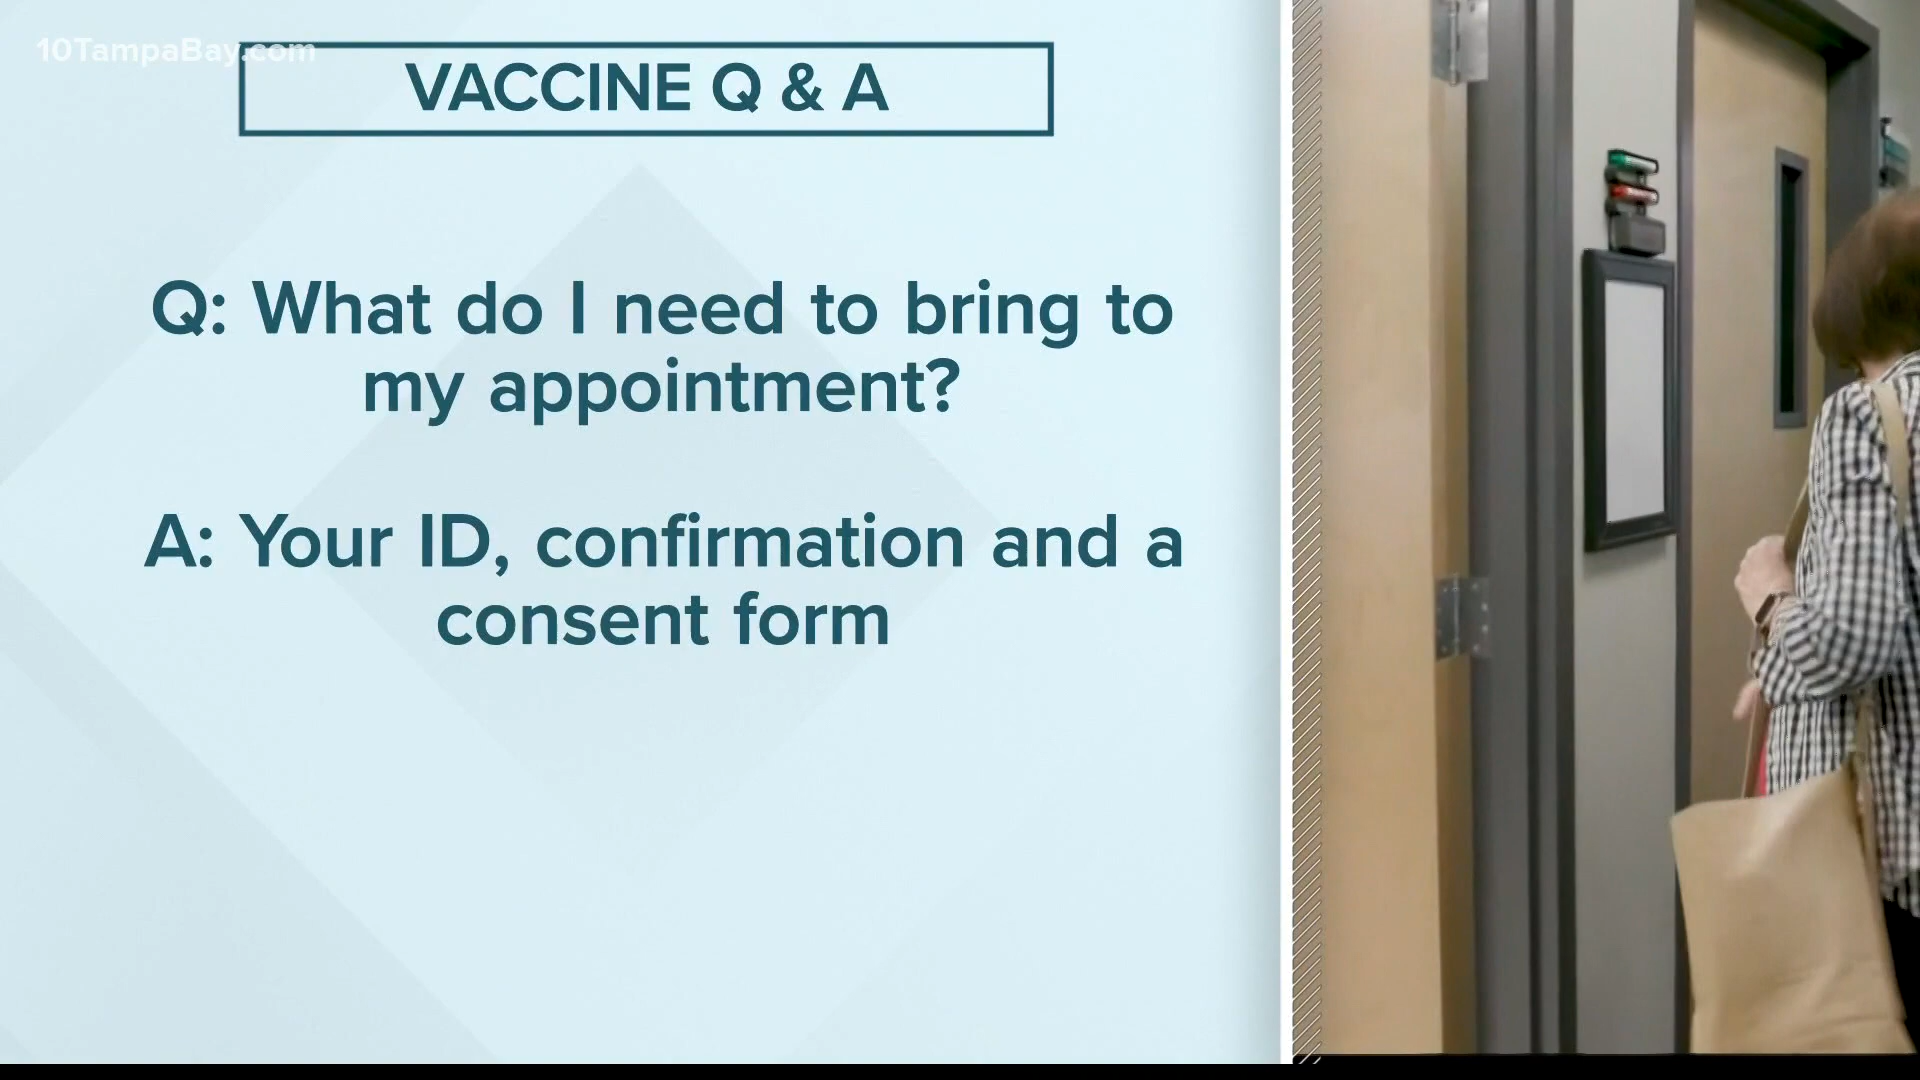 10TampaBay.com
VACCINE Q & A
Q: What do I need to bring to
my appointment?
A: Your ID, confirmation and a
consent form